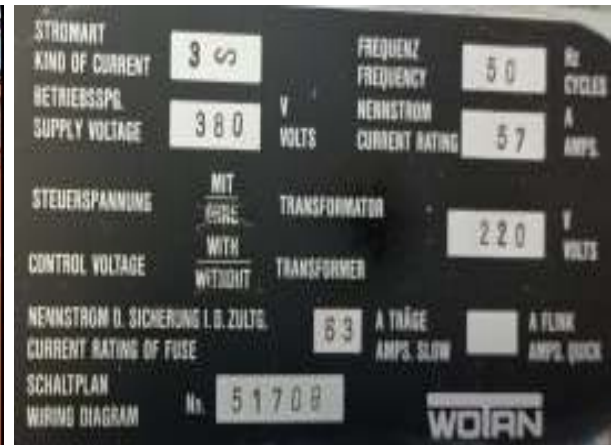 STROMART
KIND OF CURRENT 3 ∾
FREQUENZ
FREQUENCY 50 Hz
CYCLES
BETRIEBSSPG.
SUPPLY VOLTAGE 380 V
VOLTS
NENNSTROM
CURRENT RATING 57 A
AMPS.
STEUERSPANNUNG MIT
OHNE TRANSFORMATOR
CONTROL VOLTAGE WITH
WITHOUT TRANSFORMER
220 V
VOLTS
NENNSTROM D. SICHERUNG I. D. ZULTG.
CURRENT RATING OF FUSE 63 A TRÄGE
AMPS. SLOW
A FLINK
AMPS. QUICK
SCHALTPLAN
WIRING DIAGRAM Nr.
WOTAN